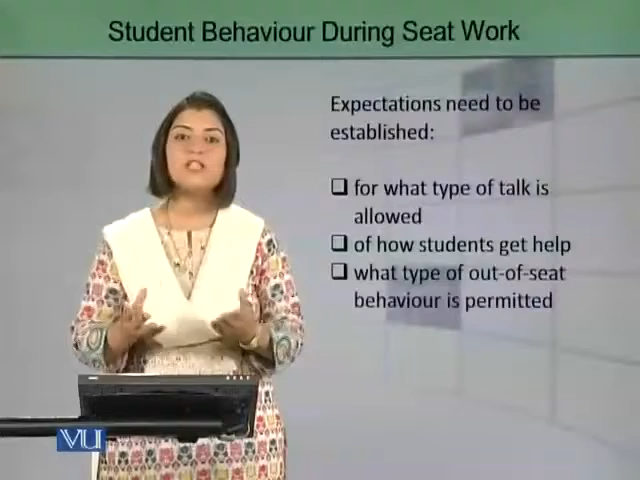 Student Behaviour During Seat Work
Expectations need to be
established:
for what type of talk is
allowed
of how students get help
what type of out-of-seat
behaviour is permitted
VU